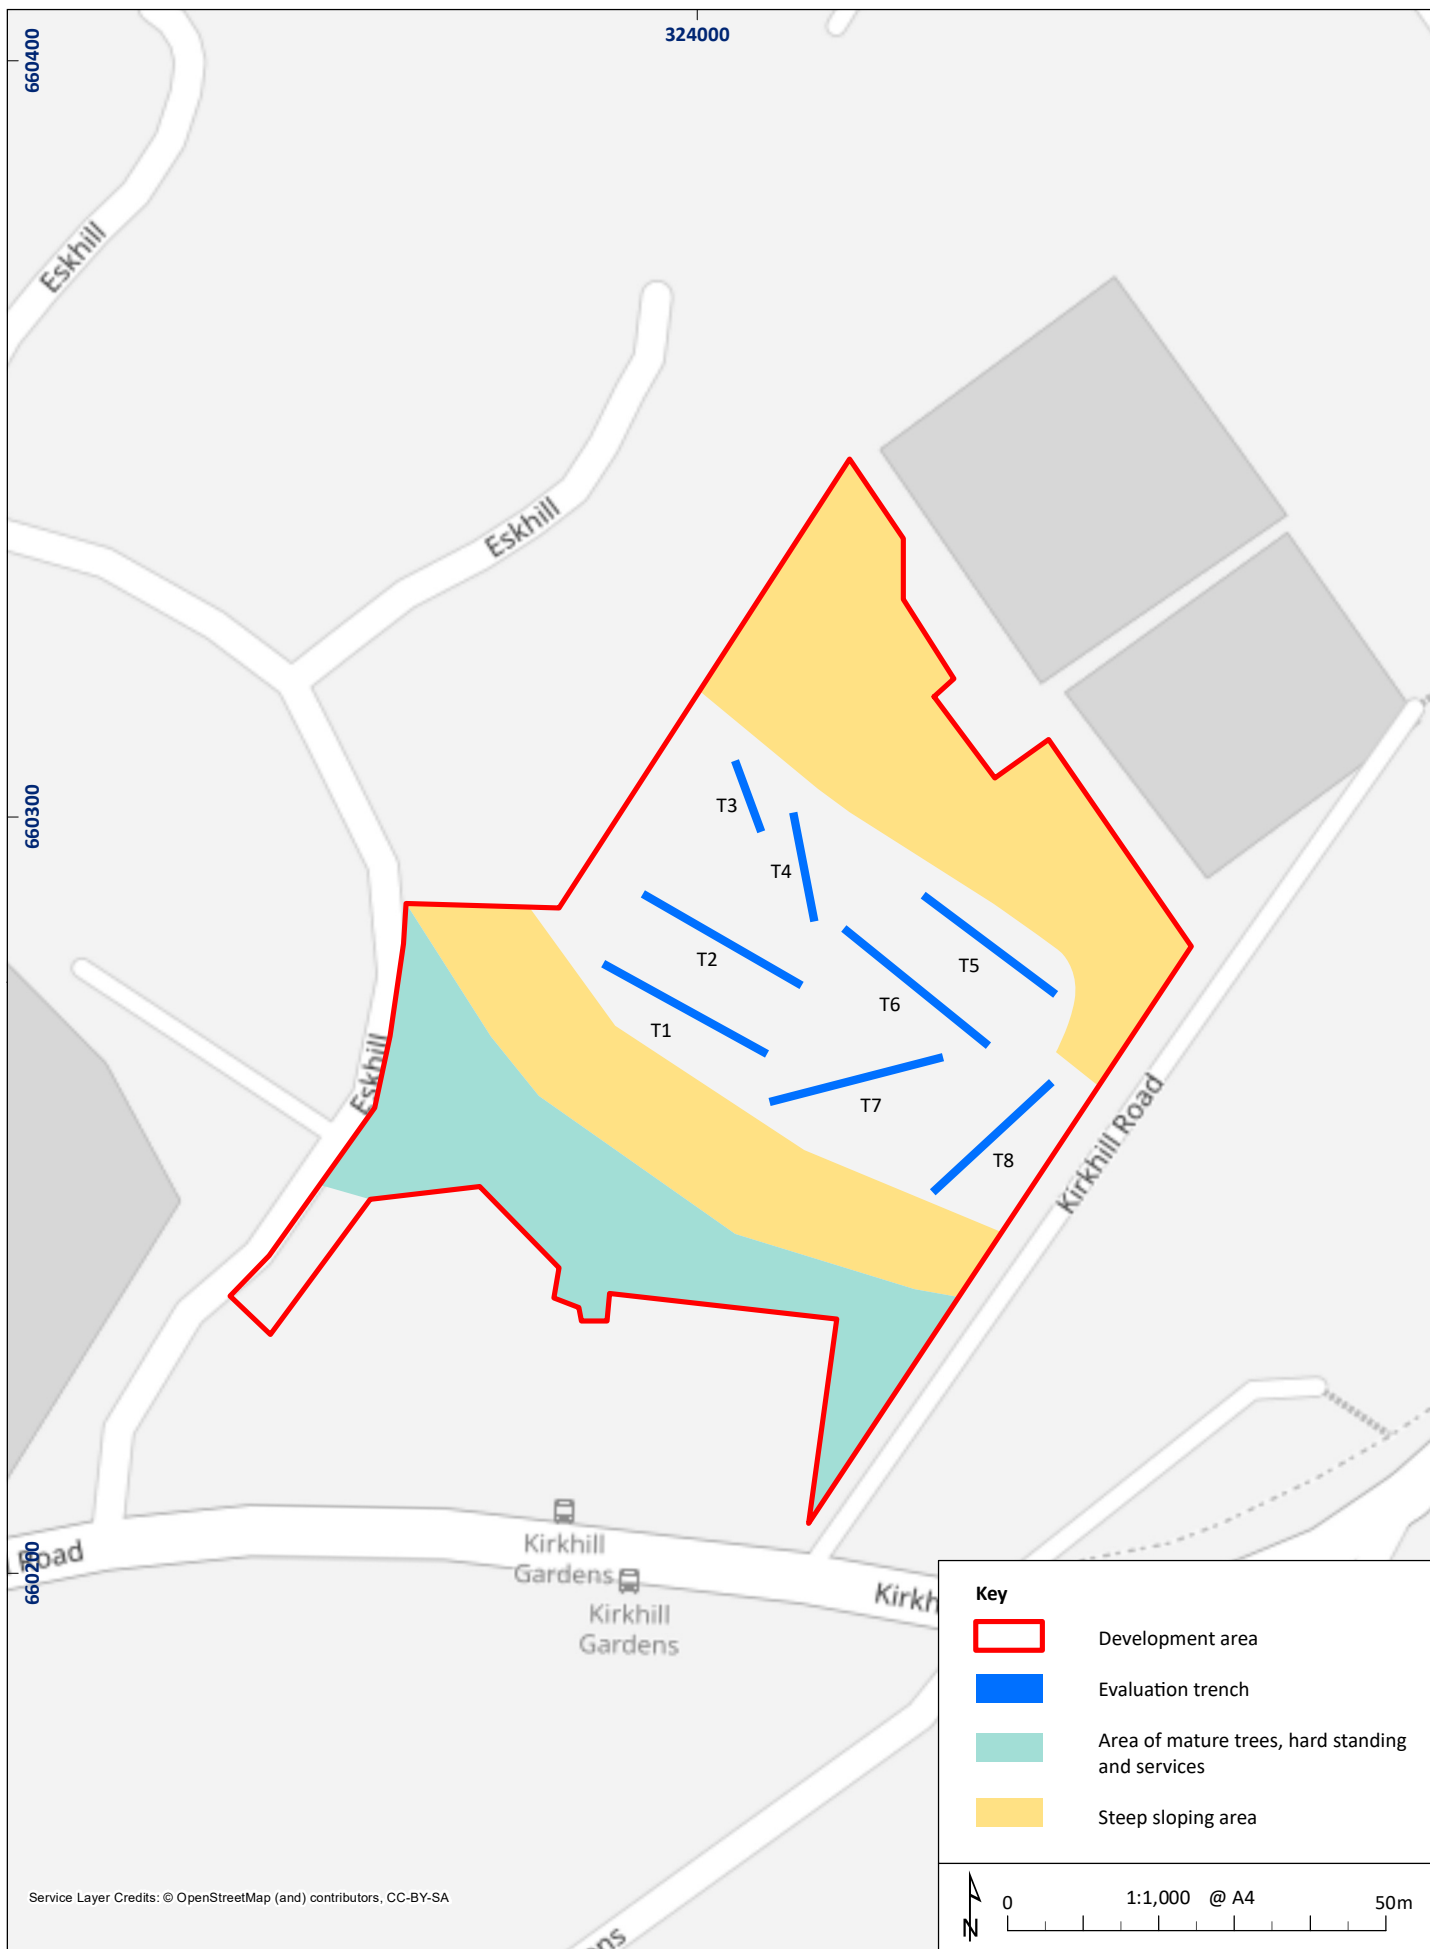 324000
660400
Eskhill
Eskhill
660300
T3
T4
T2
T5
T6
T1
T7
T8
Eskhill
Kirkhill Road
660200
Road
Kirkhill
Gardens
Kirkhill
Gardens
Kirkh
Key
Development area
Evaluation trench
Area of mature trees, hard standing
and services
Steep sloping area
Service Layer Credits: © OpenStreetMap (and) contributors, CC-BY-SA
N
0
1:1,000 @ A4
50m
ns